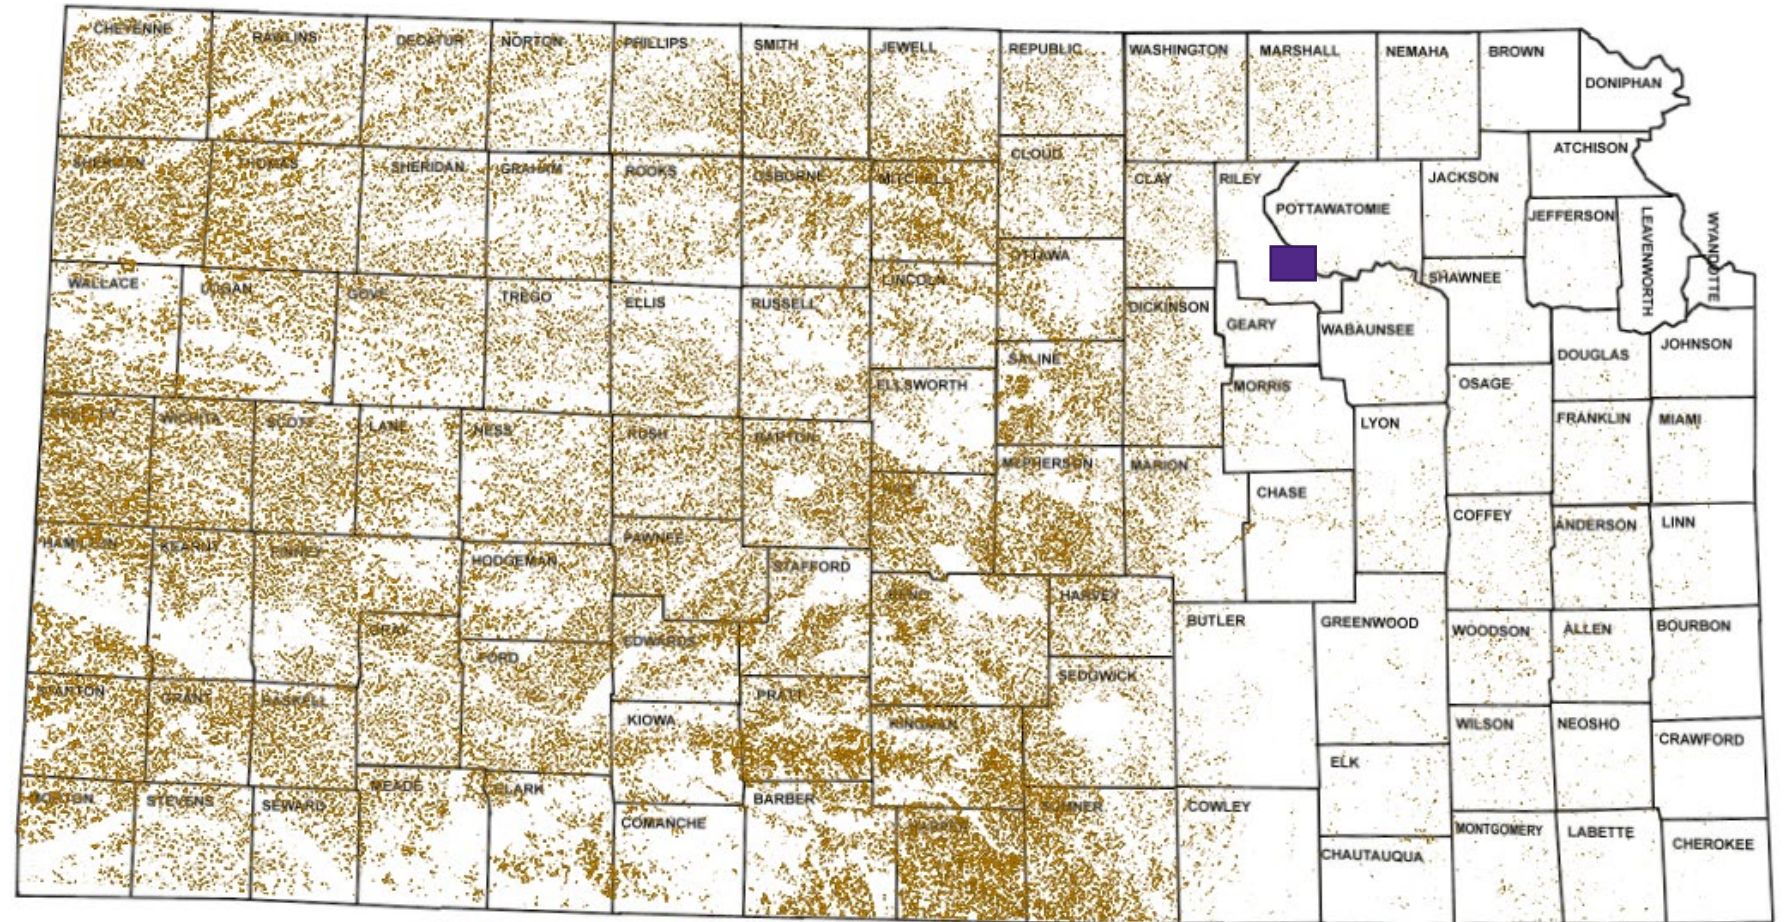 CHEYENNE
RAWLINS
DECATUR
NORTON
PHILLIPS
SMITH
JEWELL
REPUBLIC
WASHINGTON
MARSHALL
NEMAHA
BROWN
DONIPHAN
SHERMAN
THOMAS
SHERIDAN
GRAHAM
ROOKS
OSBORNE
MITCHELL
CLOUD
CLAY
RILEY
POTTAWATOMIE
JACKSON
ATCHISON
JEFFERSON
LEAVENWORTH
WYANDOTTE
WALLACE
LOGAN
GOVE
TREGO
ELLIS
RUSSELL
LINCOLN
OTTAWA
DICKINSON
GEARY
WABAUNSEE
SHAWNEE
DOUGLAS
JOHNSON
SALINE
ELLSWORTH
MORRIS
OSAGE
WICHITA
SCOTT
LANE
NESS
RUSH
BARTON
MCPHERSON
MARION
CHASE
LYON
FRANKLIN
MIAMI
COFFEY
ANDERSON
LINN
HAMILTON
KEARNY
FINNEY
HODGEMAN
PAWNEE
STAFFORD
RENO
HARVEY
BUTLER
GREENWOOD
WOODSON
ALLEN
BOURBON
GRAY
FORD
EDWARDS
SEDGWICK
STANTON
GRANT
HASKELL
KIOWA
PRATT
KINGMAN
WILSON
NEOSHO
CRAWFORD
ELK
MORTON
STEVENS
SEWARD
MEADE
CLARK
COMANCHE
BARBER
SUMNER
COWLEY
CHAUTAUQUA
MONTGOMERY
LABETTE
CHEROKEE